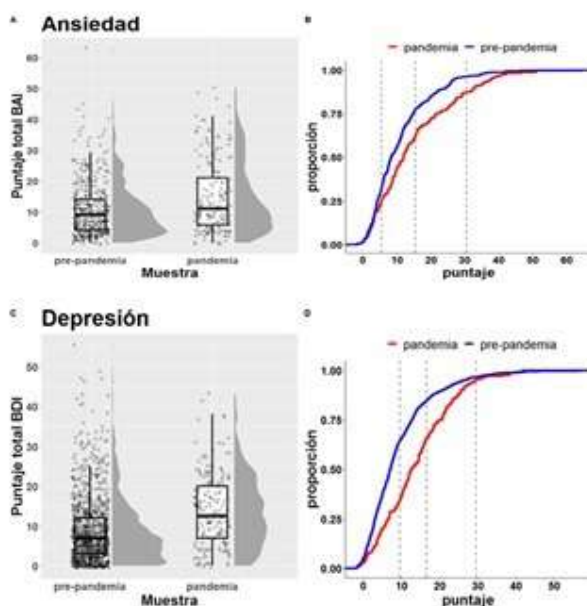 A Ansiedad
Puntaje total BAI
60
50
40
30
20
10
0
pre-pandemia pandemia
Muestra
B
pandemia pre-pandemia
proporción
1.00
0.75
0.50
0.25
0.00
0 10 20 30 40 50 60
puntaje
C Depresión
Puntaje total BDI
50
40
30
20
10
0
pre-pandemia pandemia
Muestra
D
pandemia pre-pandemia
proporción
1.00
0.75
0.50
0.25
0.00
0 10 20 30 40 50 60
puntaje